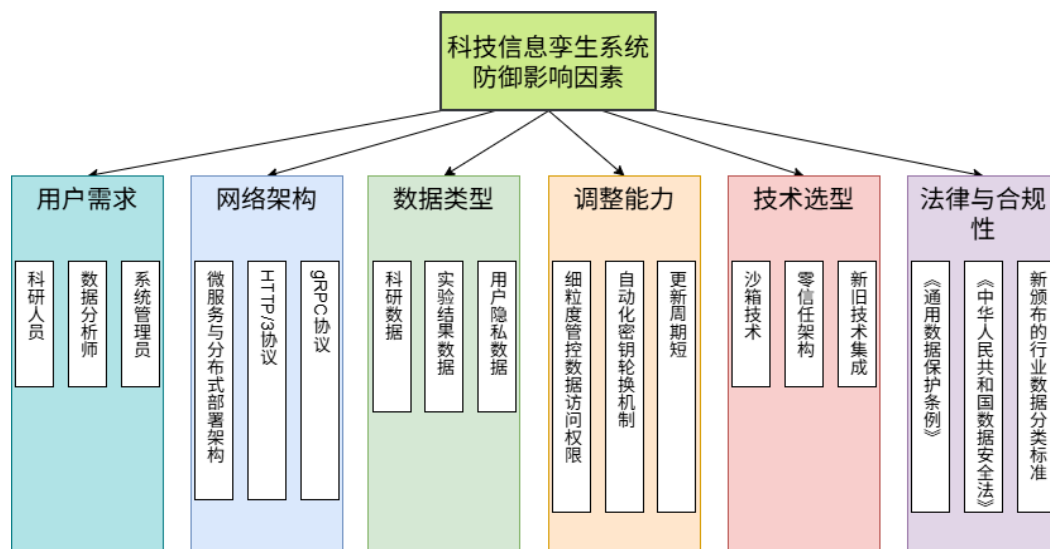 科技信息孪生系统
防御影响因素
用户需求
科研人员
数据分析师
系统管理员
网络架构
微服务与分布式部署架构
HTTP/3协议
gRPC协议
数据类型
科研数据
实验结果数据
用户隐私数据
调整能力
细粒度管控数据访问权限
自动化密钥轮换机制
更新周期短
技术选型
沙箱技术
零信任架构
新旧技术集成
法律与合规
性
《通用数据保护条例》
《中华人民共和国数据安全法》
新颁布的行业数据分类标准